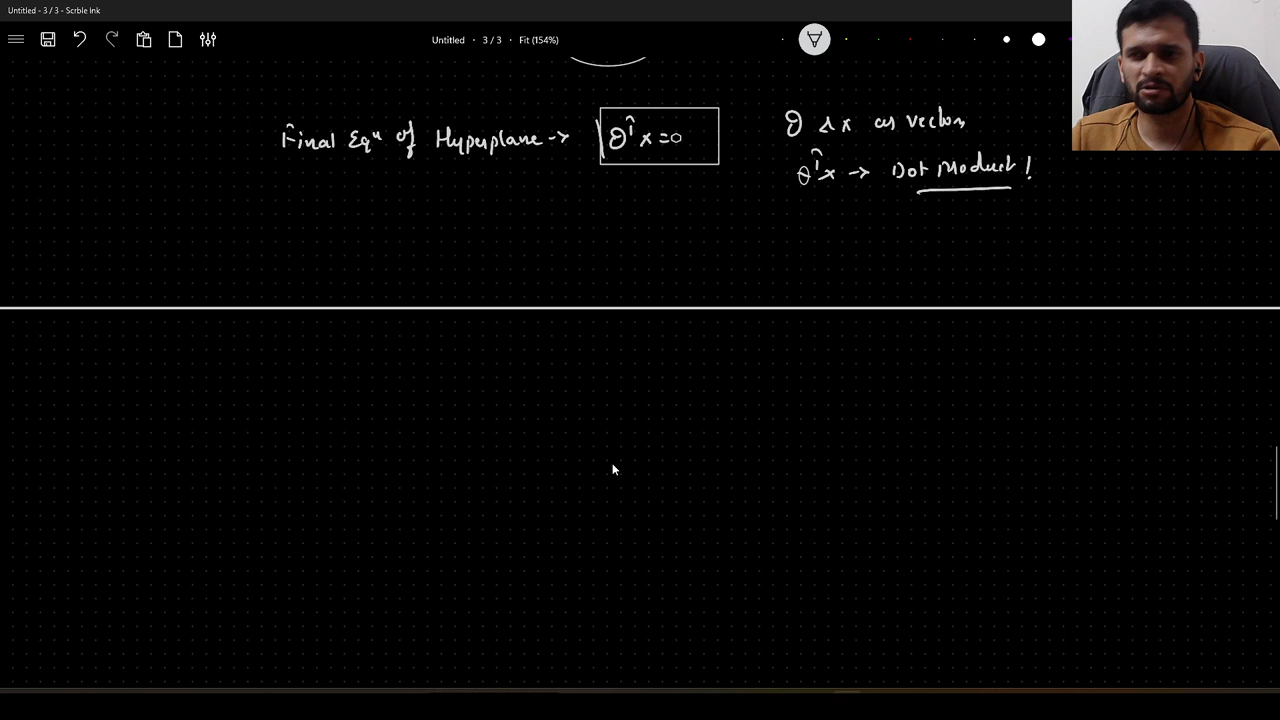 Untitled - 3 / 3 - Scrble Ink
Untitled · 3 / 3 · Fit (154%)
Final Equⁿ of Hyperplane -> θᵀx=0
θ & x as vectors
θᵀx -> Dot Product!